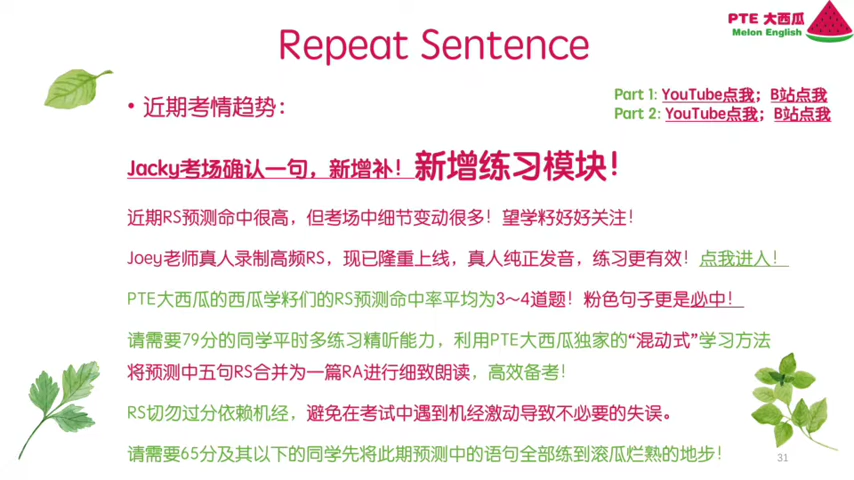 PTE 大西瓜
Melon English
Repeat Sentence
Part 1: YouTube点我；B站点我
Part 2: YouTube点我；B站点我
• 近期考情趋势：
Jacky考场确认一句，新增补！新增练习模块！
近期RS预测命中很高，但考场中细节变动很多！望学籽好好关注！
Joey老师真人录制高频RS，现已隆重上线，真人纯正发音，练习更有效！点我进入！
PTE大西瓜的西瓜学籽们的RS预测命中率平均为3～4道题！粉色句子更是必中！
请需要79分的同学平时多练习精听能力，利用PTE大西瓜独家的“混动式”学习方法
将预测中五句RS合并为一篇RA进行细致朗读，高效备考！
RS切勿过分依赖机经，避免在考试中遇到机经激动导致不必要的失误。
请需要65分及其以下的同学先将此期预测中的语句全部练到滚瓜烂熟的地步！
31